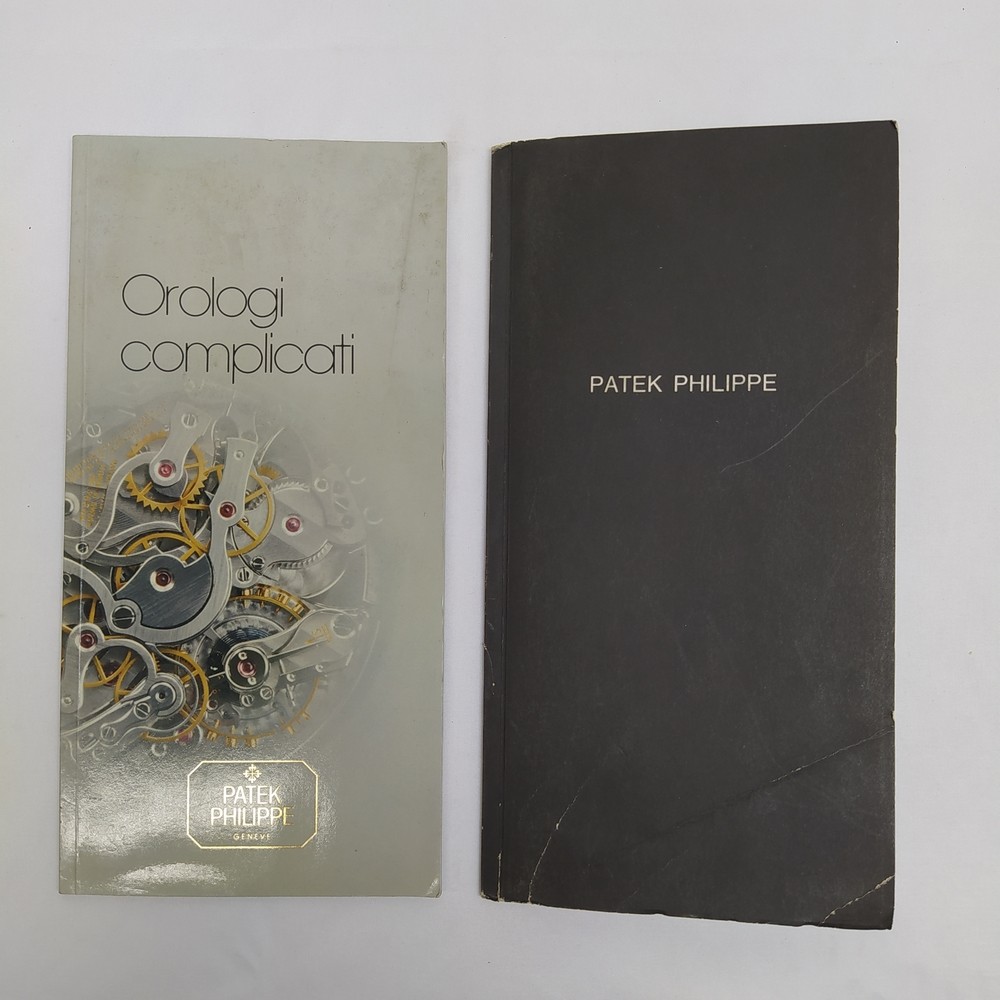 Orologi
complicati
PATEK
PHILIPPE
GENEVE
PATEK PHILIPPE